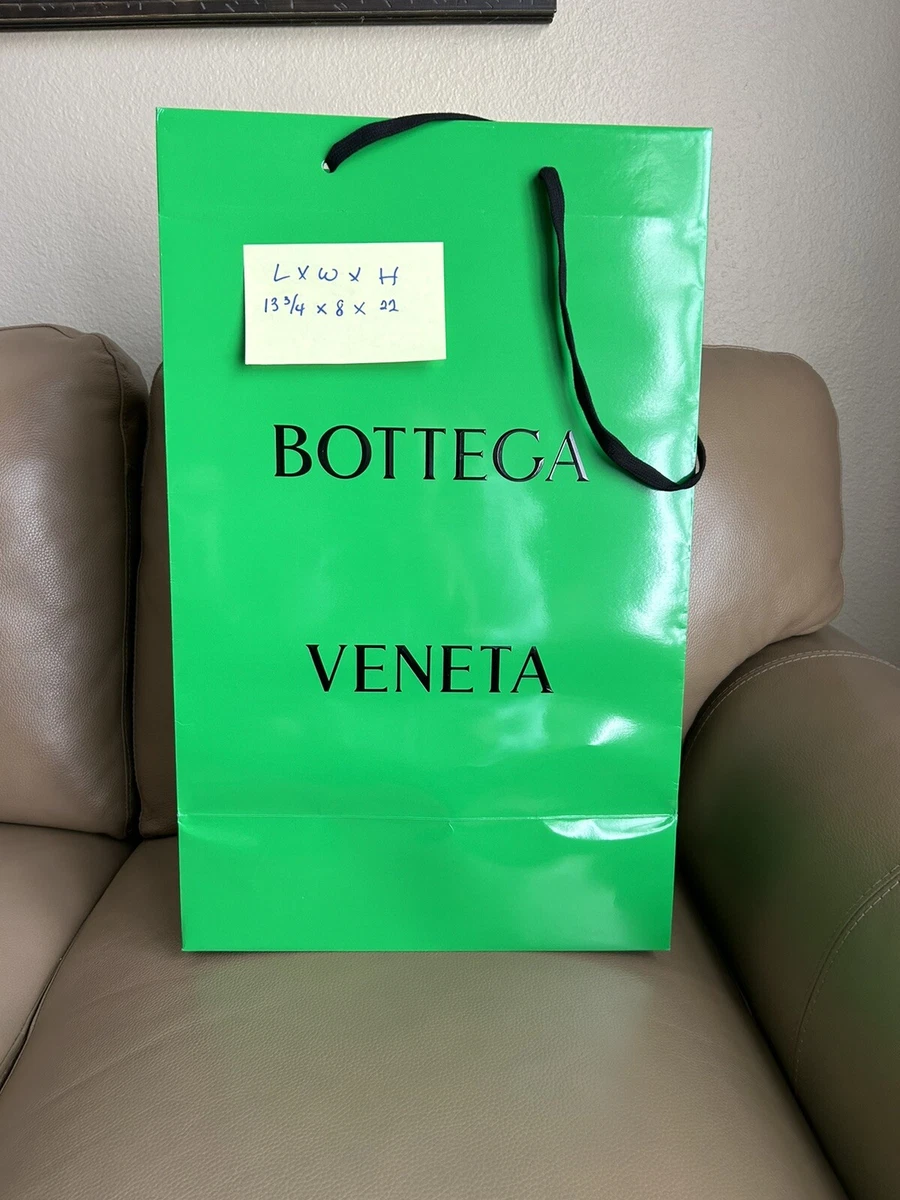 L x W x H
13 3/4 x 8 x 22
BOTTEGA
VENETA